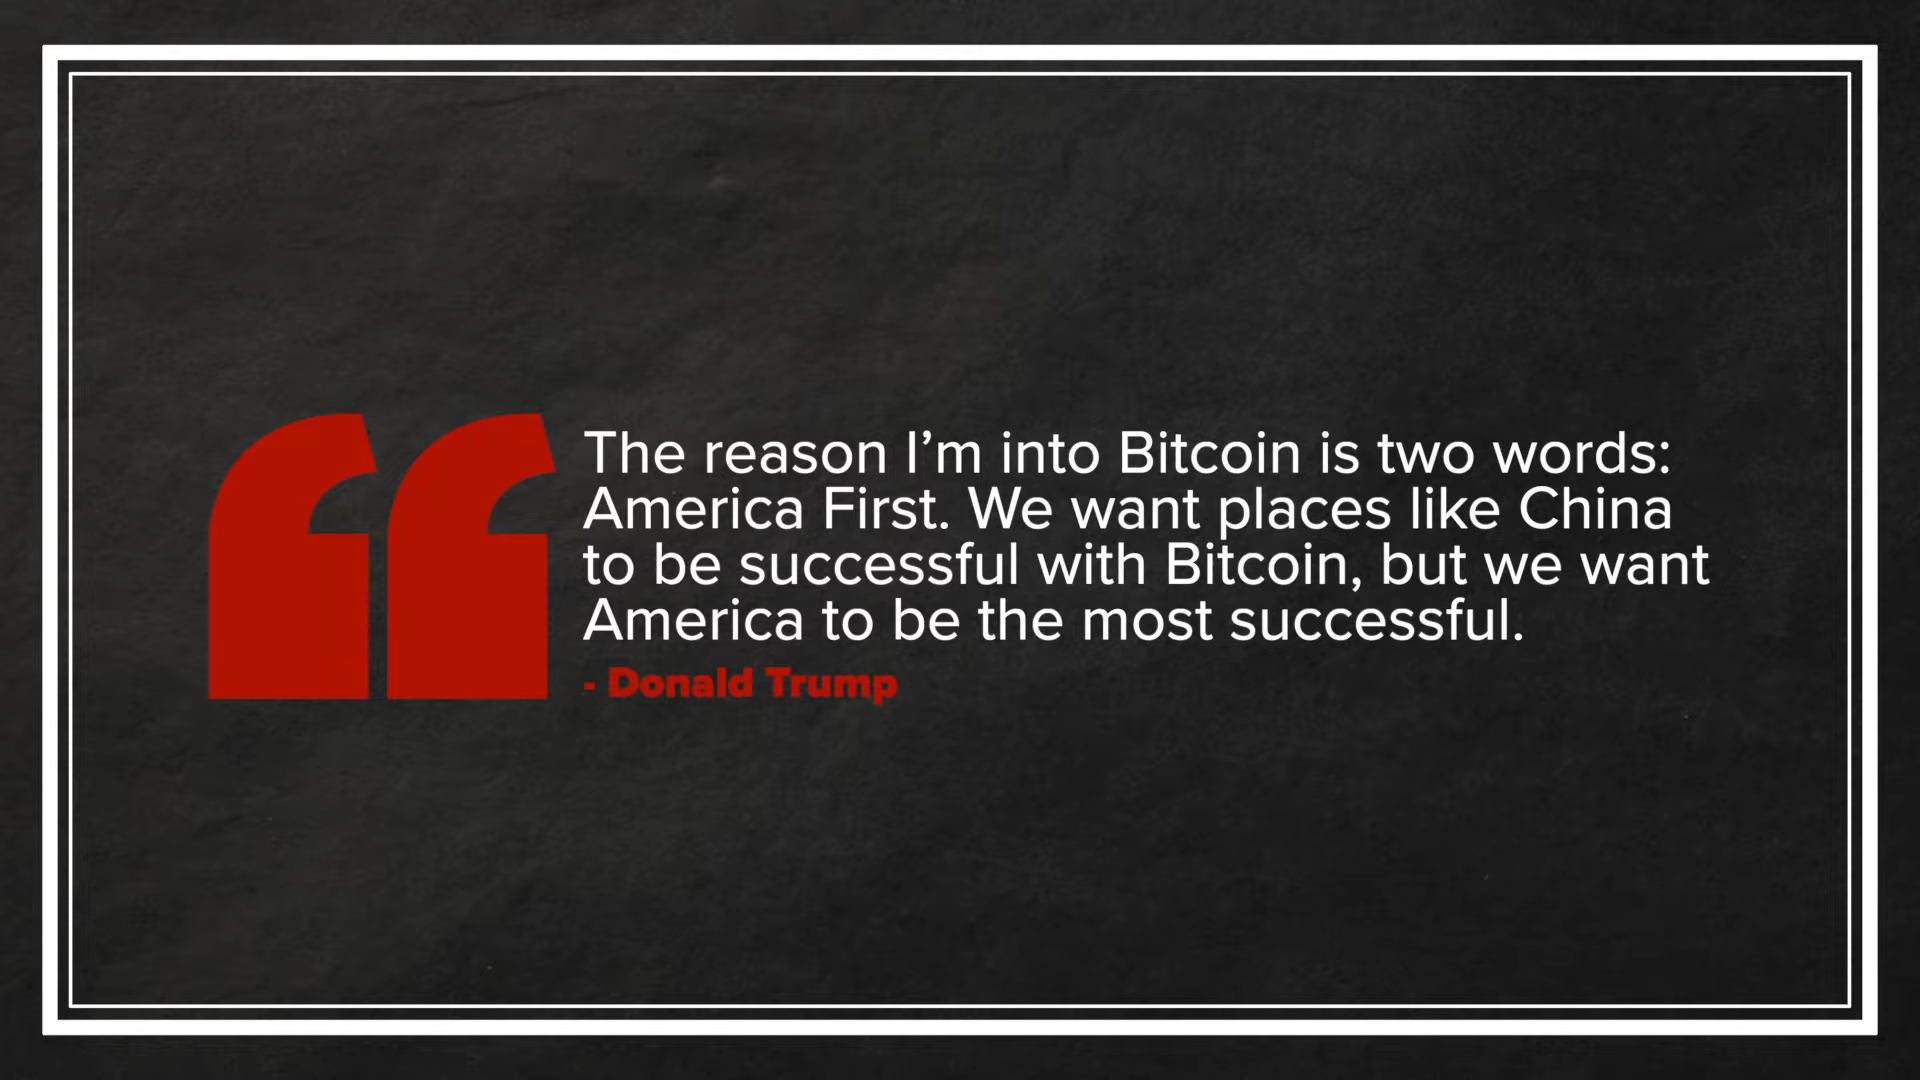 The reason I’m into Bitcoin is two words:
America First. We want places like China
to be successful with Bitcoin, but we want
America to be the most successful.
- Donald Trump